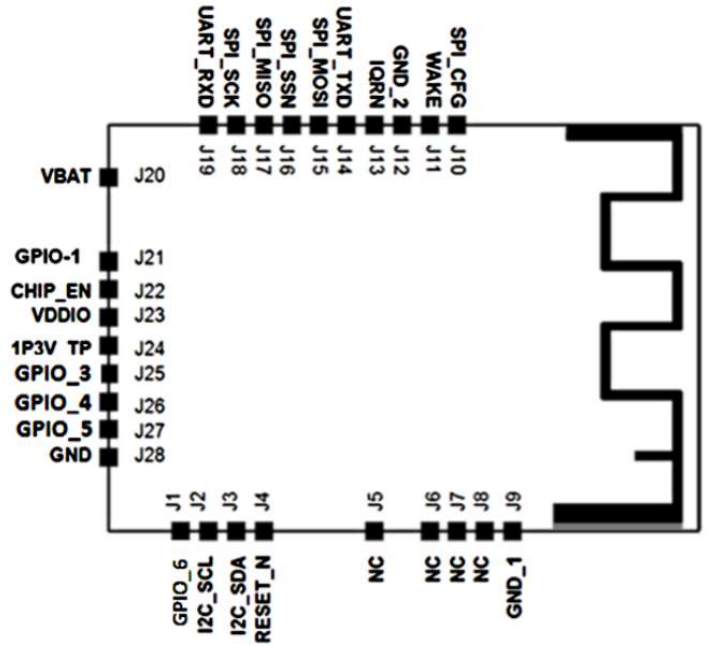 UART_RXD
SPI_SCK
SPI_MISO
SPI_SSN
SPI_MOSI
UART_TXD
IQRN
GND_2
WAKE
SPI_CFG
J19
J18
J17
J16
J15
J14
J13
J12
J11
J10
VBAT J20
GPIO-1 J21
CHIP_EN J22
VDDIO J23
1P3V_TP J24
GPIO_3 J25
GPIO_4 J26
GPIO_5 J27
GND J28
J1
J2
J3
J4
J5
J6
J7
J8
J9
GPIO_6
I2C_SCL
I2C_SDA
RESET_N
NC
NC
NC
NC
GND_1